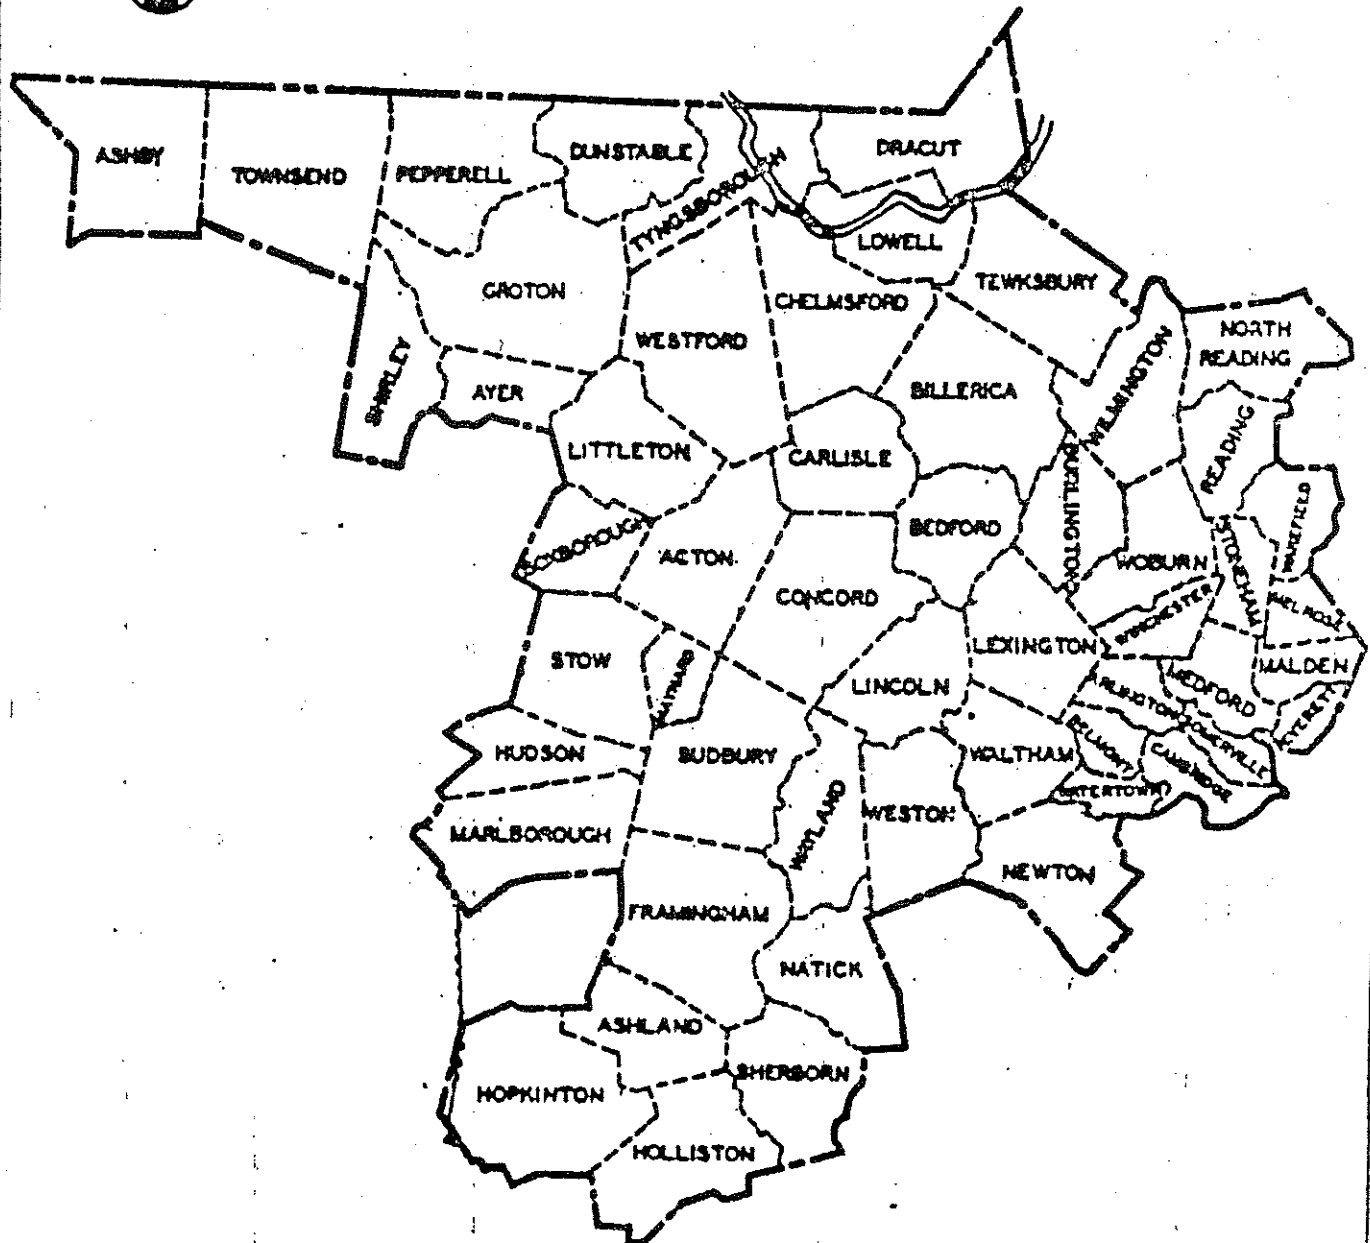 ASHBY
TOWNSEND
PEPPERELL
DUNSTABLE
TYNGSBOROUGH
DRACUT
LOWELL
TEWKSBURY
GROTON
CHELMSFORD
WESTFORD
SHIRLEY
AYER
BILLERICA
WILMINGTON
NORTH
READING
READING
LITTLETON
CARLISLE
BEDFORD
BURLINGTON
WAKEFIELD
BOXBOROUGH
ACTON
CONCORD
WOBURN
STONEHAM
WINCHESTER
MELROSE
STOW
MAYNARD
LEXINGTON
LINCOLN
ARLINGTON
MEDFORD
MALDEN
EVERETT
HUDSON
SUDBURY
WALTHAM
BELMONT
SOMERVILLE
CAMBRIDGE
WATERTOWN
MARLBOROUGH
WAYLAND
WESTON
NEWTON
FRAMINGHAM
NATICK
ASHLAND
SHERBORN
HOPKINTON
HOLLISTON